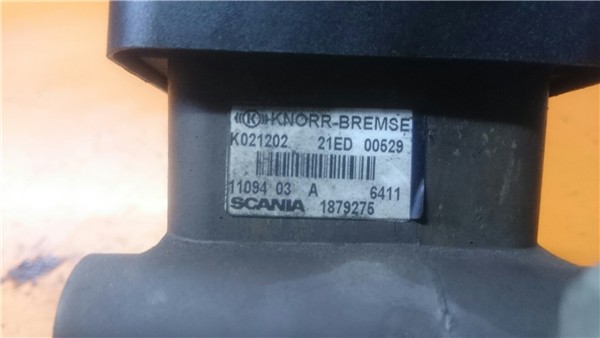 KNORR-BREMSE
K021202 21ED 00529
11094 03 A 6411
SCANIA 1879275